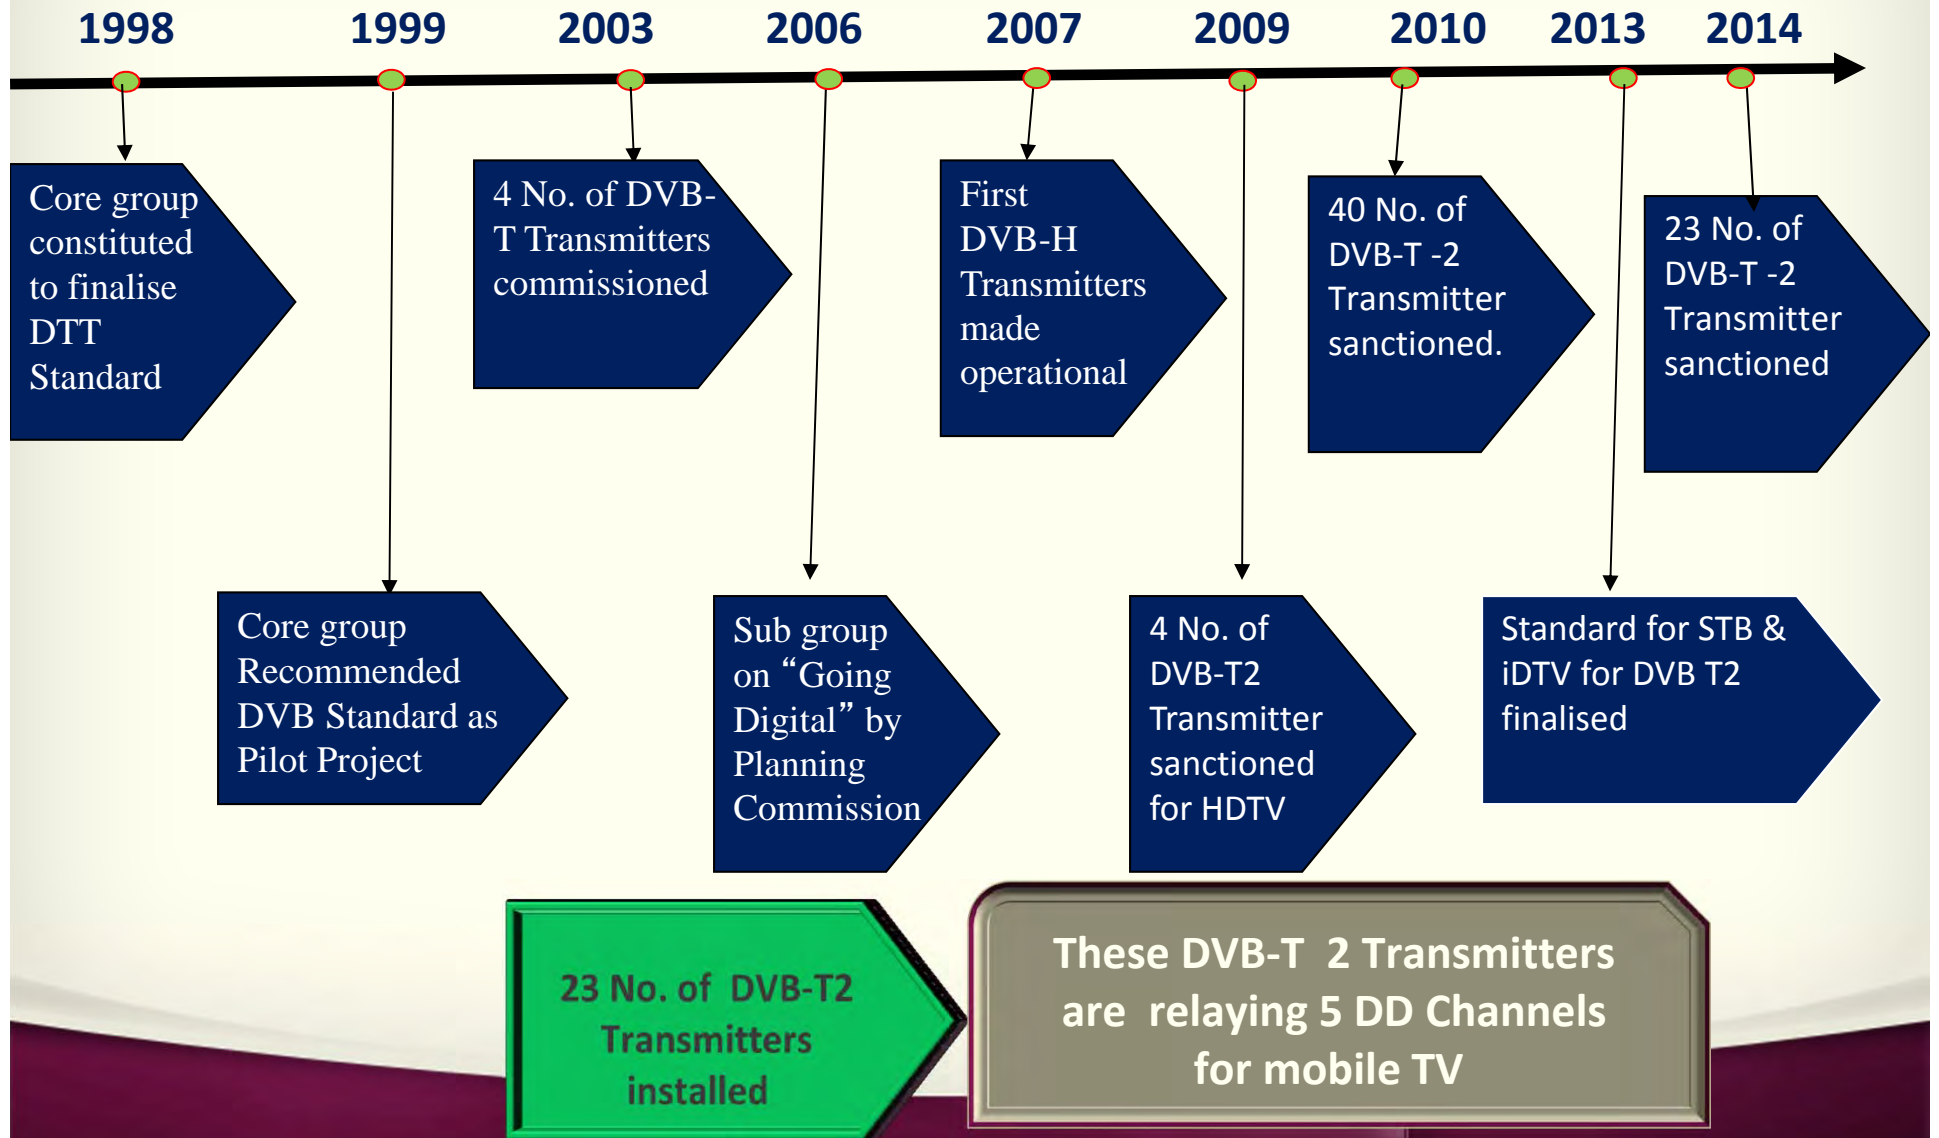 1998 1999 2003 2006 2007 2009 2010 2013 2014
Core group
constituted
to finalise
DTT
Standard
4 No. of DVB-
T Transmitters
commissioned
First
DVB-H
Transmitters
made
operational
40 No. of
DVB-T -2
Transmitter
sanctioned.
23 No. of
DVB-T -2
Transmitter
sanctioned
Core group
Recommended
DVB Standard as
Pilot Project
Sub group
on “Going
Digital” by
Planning
Commission
4 No. of
DVB-T2
Transmitter
sanctioned
for HDTV
Standard for STB &
iDTV for DVB T2
finalised
23 No. of DVB-T2
Transmitters
installed
These DVB-T 2 Transmitters
are relaying 5 DD Channels
for mobile TV